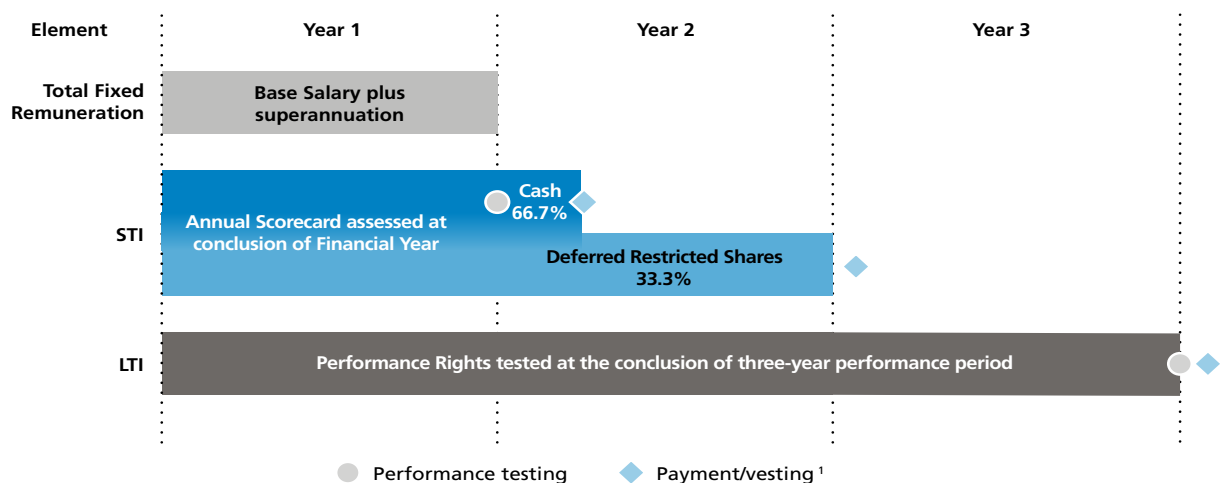 Element
Year 1
Year 2
Year 3
Total Fixed
Remuneration
Base Salary plus
superannuation
STI
Annual Scorecard assessed at
conclusion of Financial Year
Cash
66.7%
Deferred Restricted Shares
33.3%
LTI
Performance Rights tested at the conclusion of three-year performance period
Performance testing
Payment/vesting 1